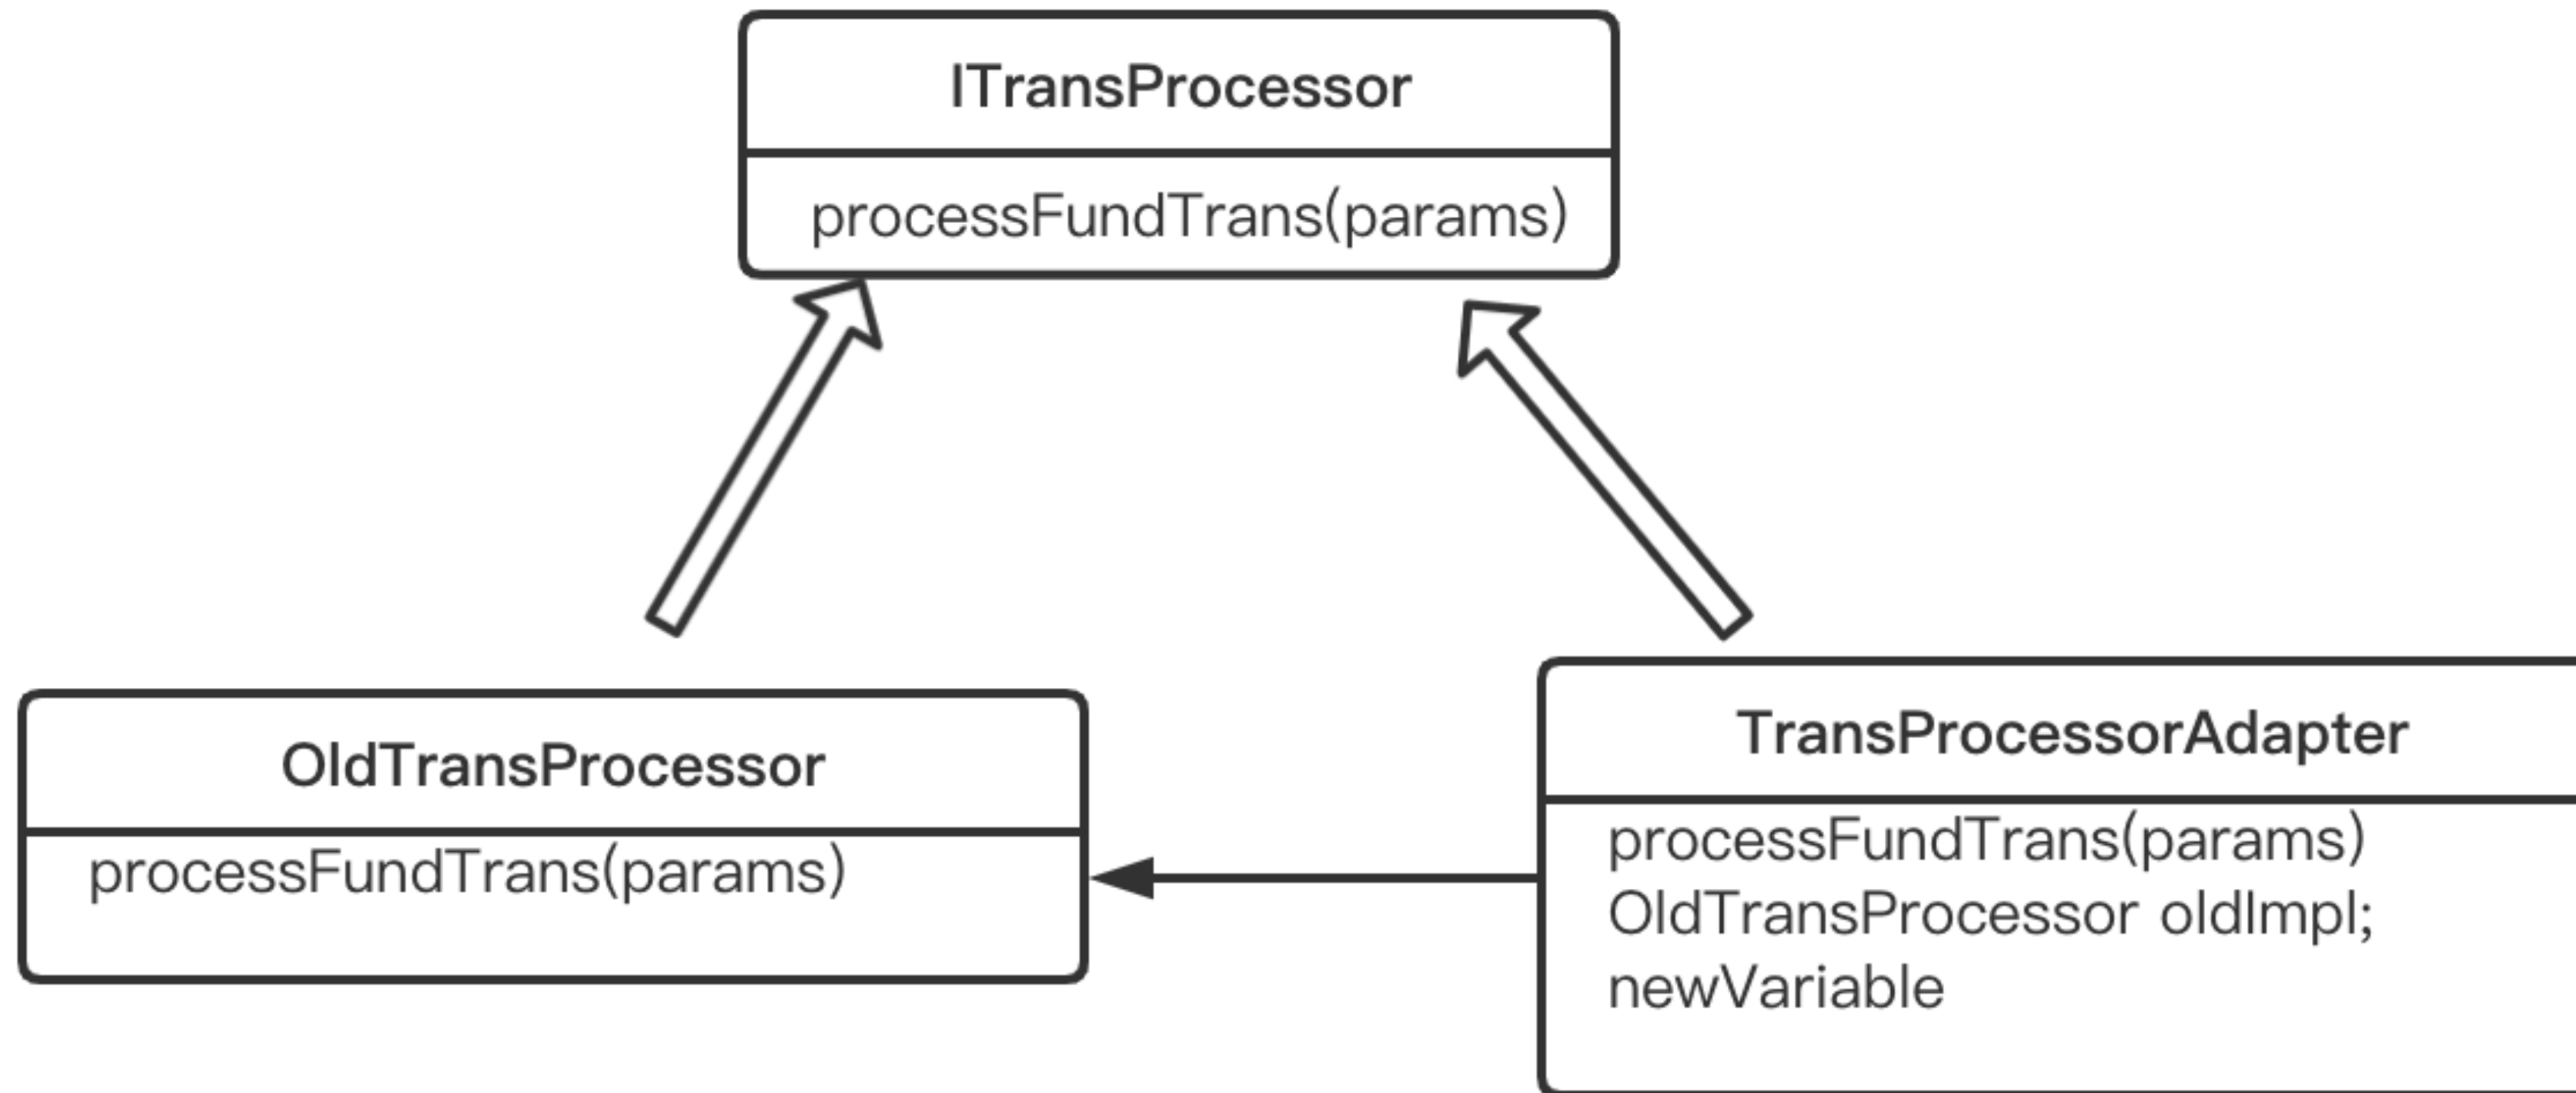 ITransProcessor
processFundTrans(params)
OldTransProcessor
processFundTrans(params)
TransProcessorAdapter
processFundTrans(params)
OldTransProcessor oldImpl;
newVariable